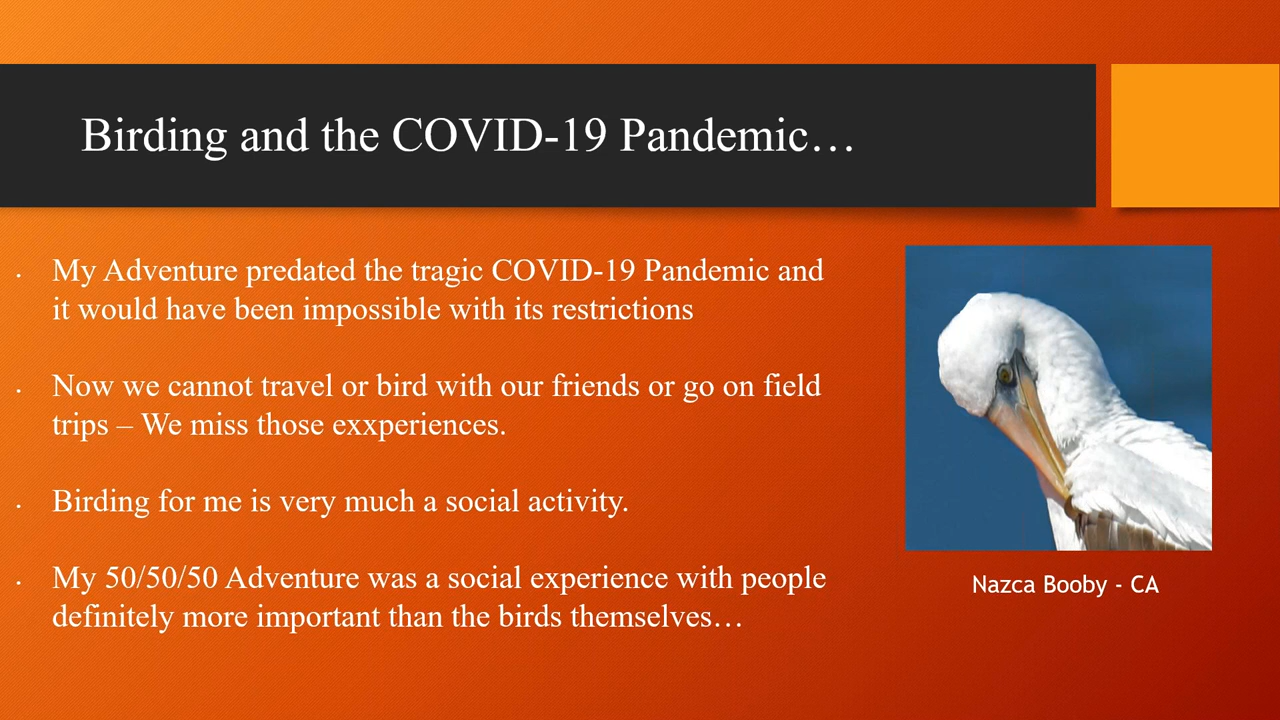 Birding and the COVID-19 Pandemic…
My Adventure predated the tragic COVID-19 Pandemic and
it would have been impossible with its restrictions
Now we cannot travel or bird with our friends or go on field
trips – We miss those exxperiences.
Birding for me is very much a social activity.
My 50/50/50 Adventure was a social experience with people
definitely more important than the birds themselves…
Nazca Booby - CA